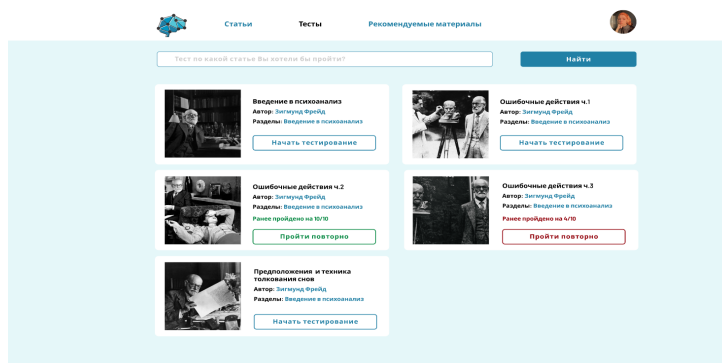 Статьи
Тесты
Рекомендуемые материалы
Тест по какой статье Вы хотели бы пройти?
Найти
Введение в психоанализ
Автор: Зигмунд Фрейд
Разделы: Введение в психоанализ
Начать тестирование
Ошибочные действия ч.1
Автор: Зигмунд Фрейд
Разделы: Введение в психоанализ
Начать тестирование
Ошибочные действия ч.2
Автор: Зигмунд Фрейд
Разделы: Введение в психоанализ
Ранее пройдено на 10/10
Пройти повторно
Ошибочные действия ч.3
Автор: Зигмунд Фрейд
Разделы: Введение в психоанализ
Ранее пройдено на 4/10
Пройти повторно
Предположения и техника
толкования снов
Автор: Зигмунд Фрейд
Разделы: Введение в психоанализ
Начать тестирование